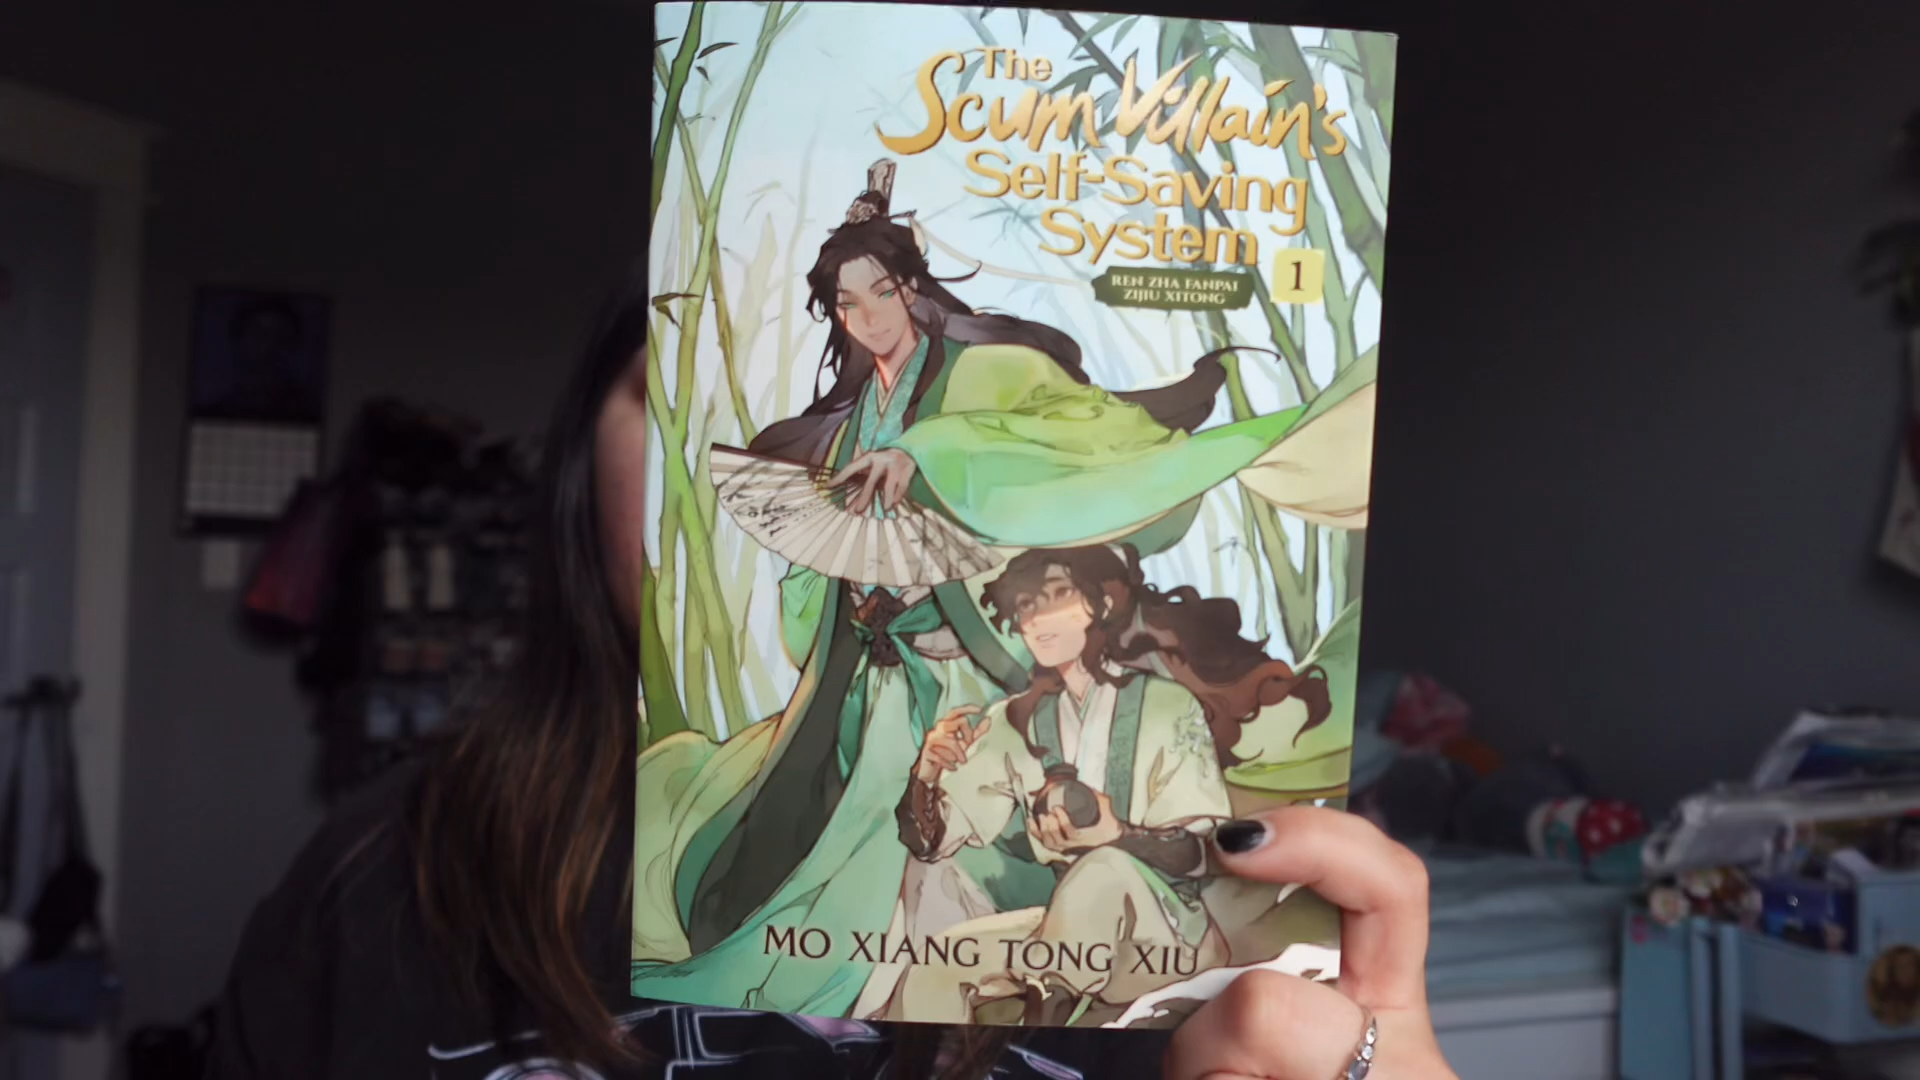 The
Scum Villain's
Self-Saving
System
REN ZHA FANPAI
ZIJIU XITONG
1
MO XIANG TONG XIU